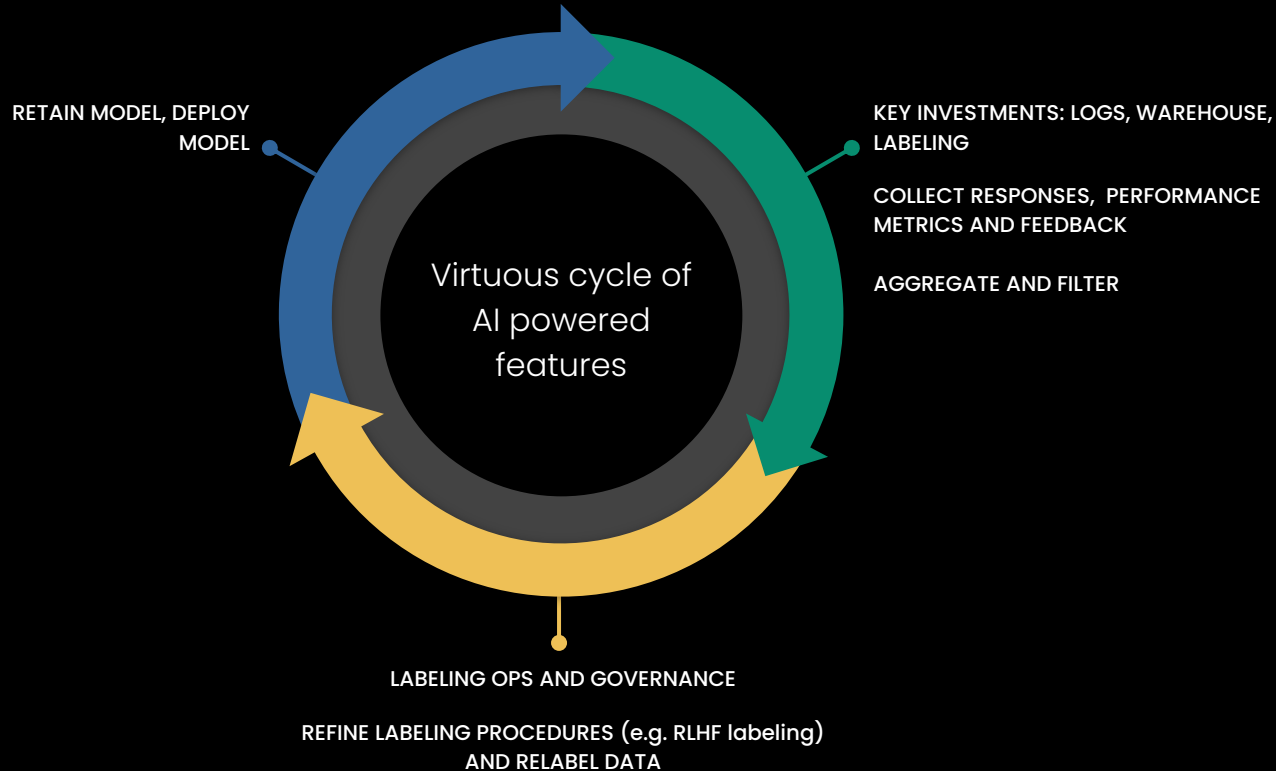 RETAIN MODEL, DEPLOY
MODEL
KEY INVESTMENTS: LOGS, WAREHOUSE,
LABELING
COLLECT RESPONSES, PERFORMANCE
METRICS AND FEEDBACK
AGGREGATE AND FILTER
Virtuous cycle of
AI powered
features
LABELING OPS AND GOVERNANCE
REFINE LABELING PROCEDURES (e.g. RLHF labeling)
AND RELABEL DATA